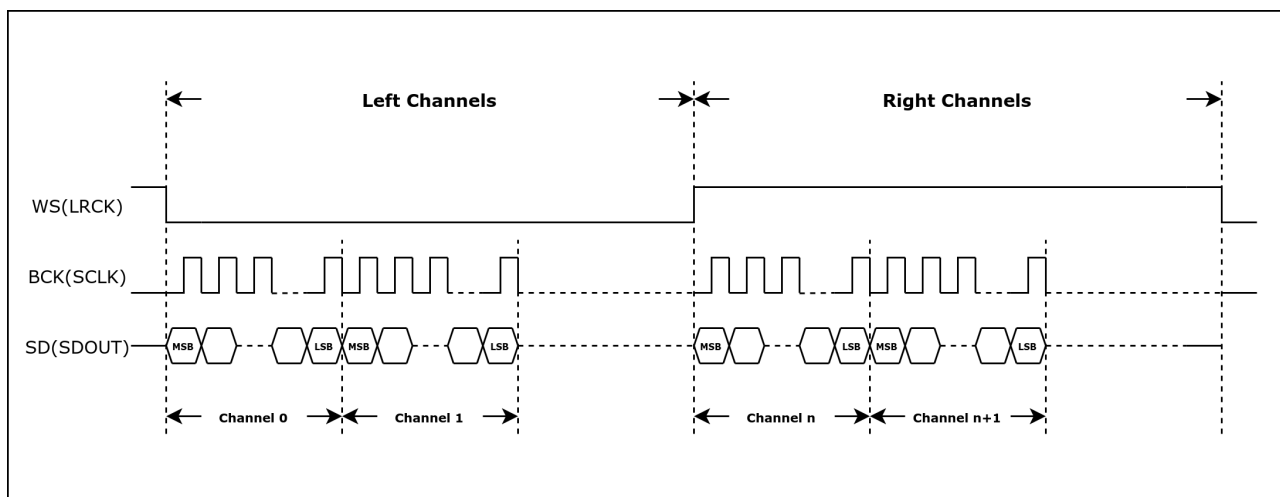 Left Channels Right Channels
WS(LRCK)
BCK(SCLK)
SD(SDOUT) MSB LSB MSB LSB MSB LSB MSB LSB
Channel 0 Channel 1 Channel n Channel n+1